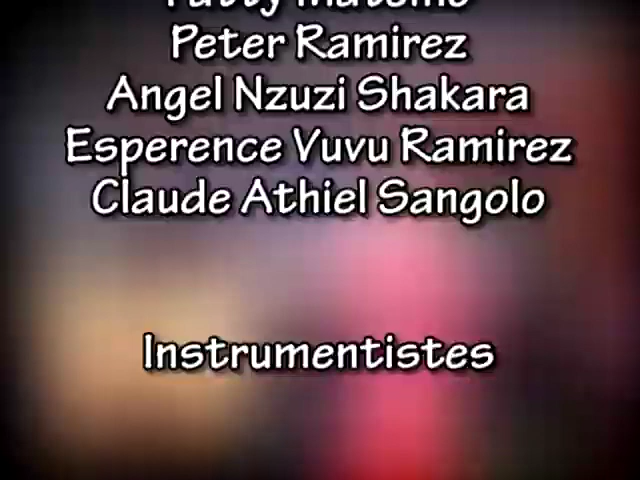 Peter Ramirez
Angel Nzuzi Shakara
Esperence Vuvu Ramirez
Claude Athiel Sangolo
Instrumentistes